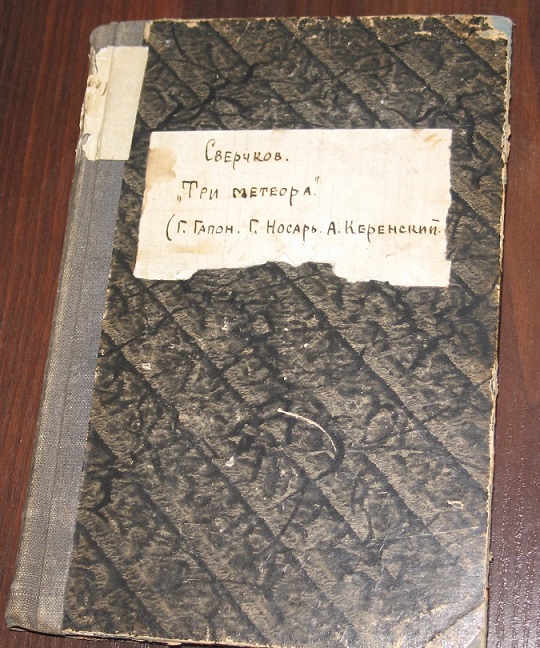 Сверчков.
„Три метеора."
(Г. Гапон. Г. Носарь. А. Керенский.